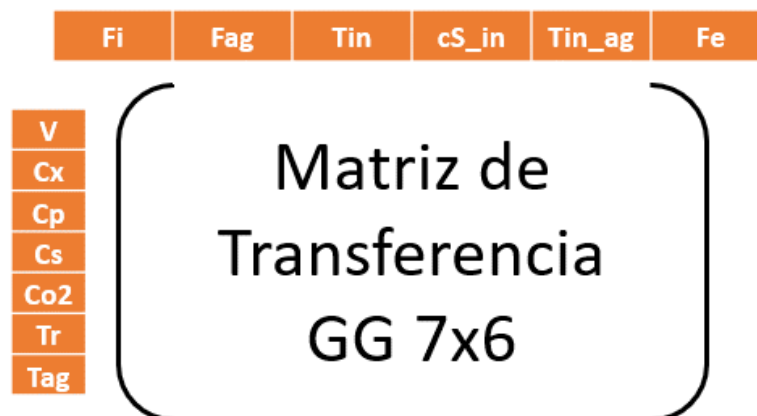 Fi Fag Tin cS_in Tin_ag Fe
V
Cx
Cp
Cs
Co2
Tr
Tag
Matriz de
Transferencia
GG 7x6